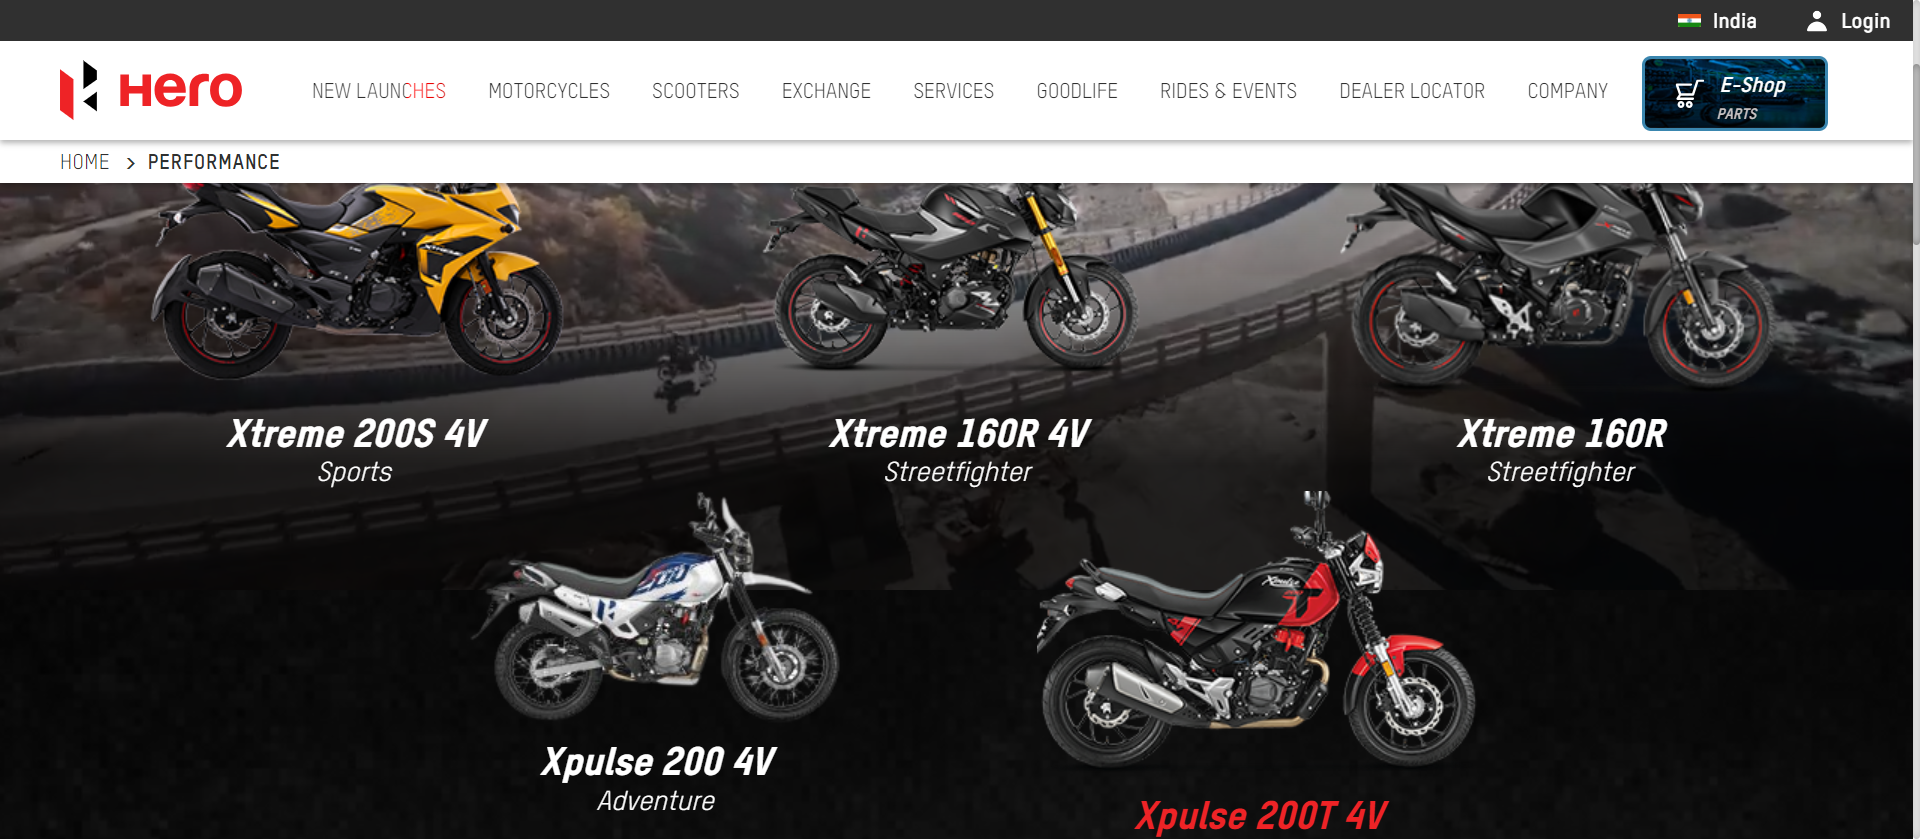 India
Login
Hero
NEW LAUNCHES
MOTORCYCLES
SCOOTERS
EXCHANGE
SERVICES
GOODLIFE
RIDES & EVENTS
DEALER LOCATOR
COMPANY
E-Shop
PARTS
HOME > PERFORMANCE
Xtreme 200S 4V
Sports
Xtreme 160R 4V
Streetfighter
Xtreme 160R
Streetfighter
Xpulse
Xpulse 200 4V
Adventure
Xpulse 200T 4V